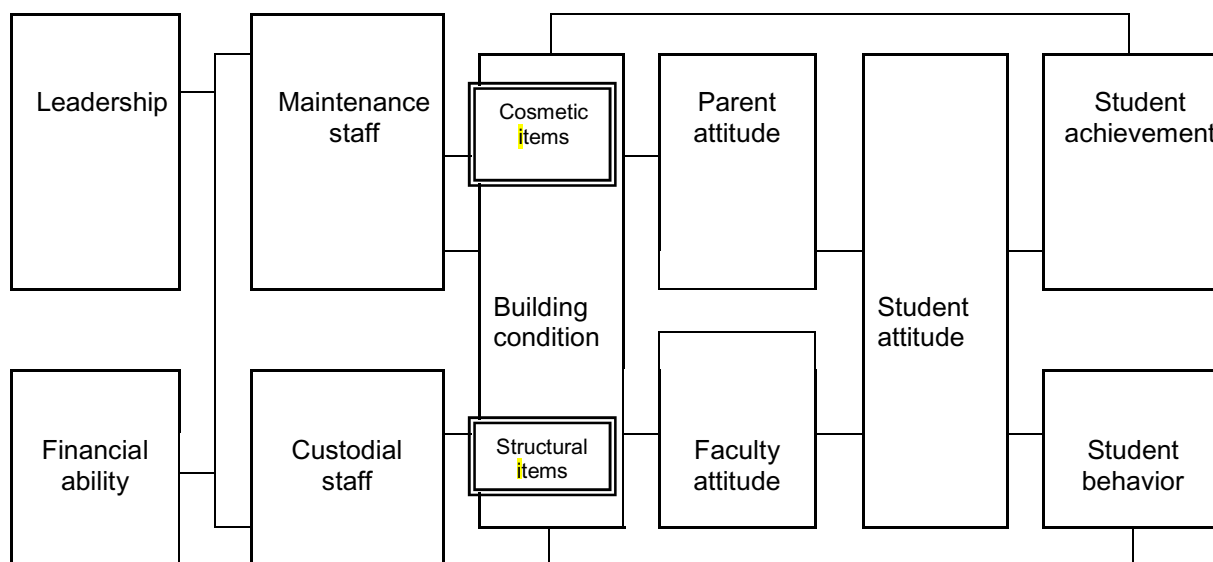 Leadership
Maintenance
staff
Cosmetic
items
Parent
attitude
Student
achievement
Building
condition
Student
attitude
Financial
ability
Custodial
staff
Structural
items
Faculty
attitude
Student
behavior